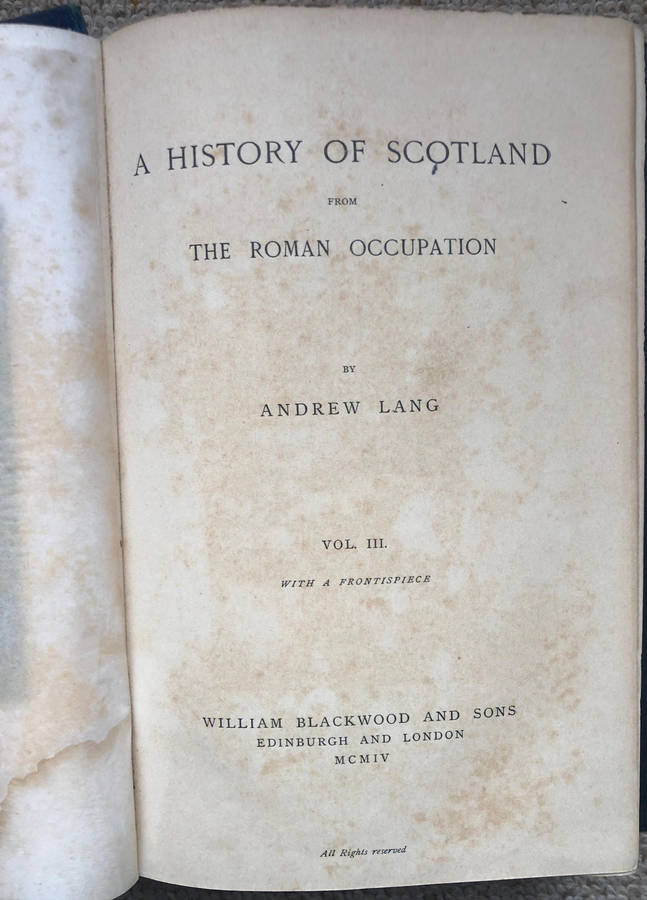 A HISTORY OF SCOTLAND
FROM
THE ROMAN OCCUPATION
BY
ANDREW LANG
VOL. III.
WITH A FRONTISPIECE
WILLIAM BLACKWOOD AND SONS
EDINBURGH AND LONDON
MCMIV
All Rights reserved